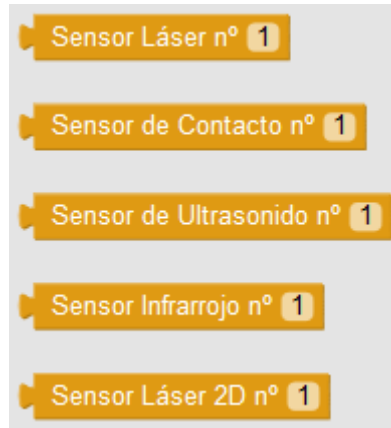 Sensor Láser nº 1
Sensor de Contacto nº 1
Sensor de Ultrasonido nº 1
Sensor Infrarrojo nº 1
Sensor Láser 2D nº 1